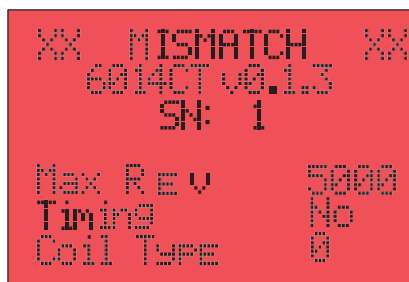 XX MISMATCH XX
6014CT v0.1.3
SN: 1
Max Rev 5000
Timing No
Coil Type 0